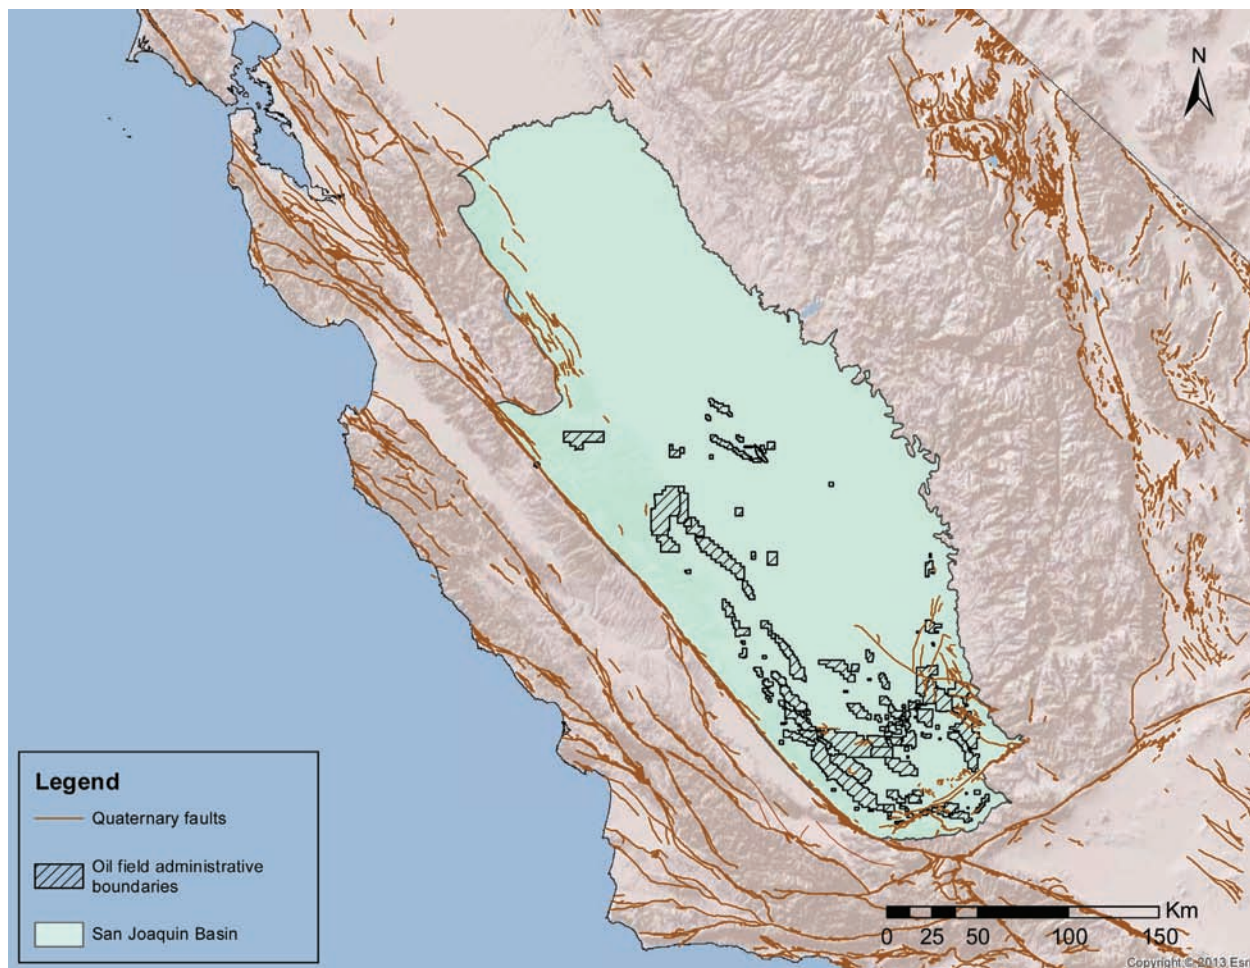 N
Legend
Quaternary faults
Oil field administrative
boundaries
San Joaquin Basin
Km
0 25 50 100 150
Copyright:© 2013 Esri